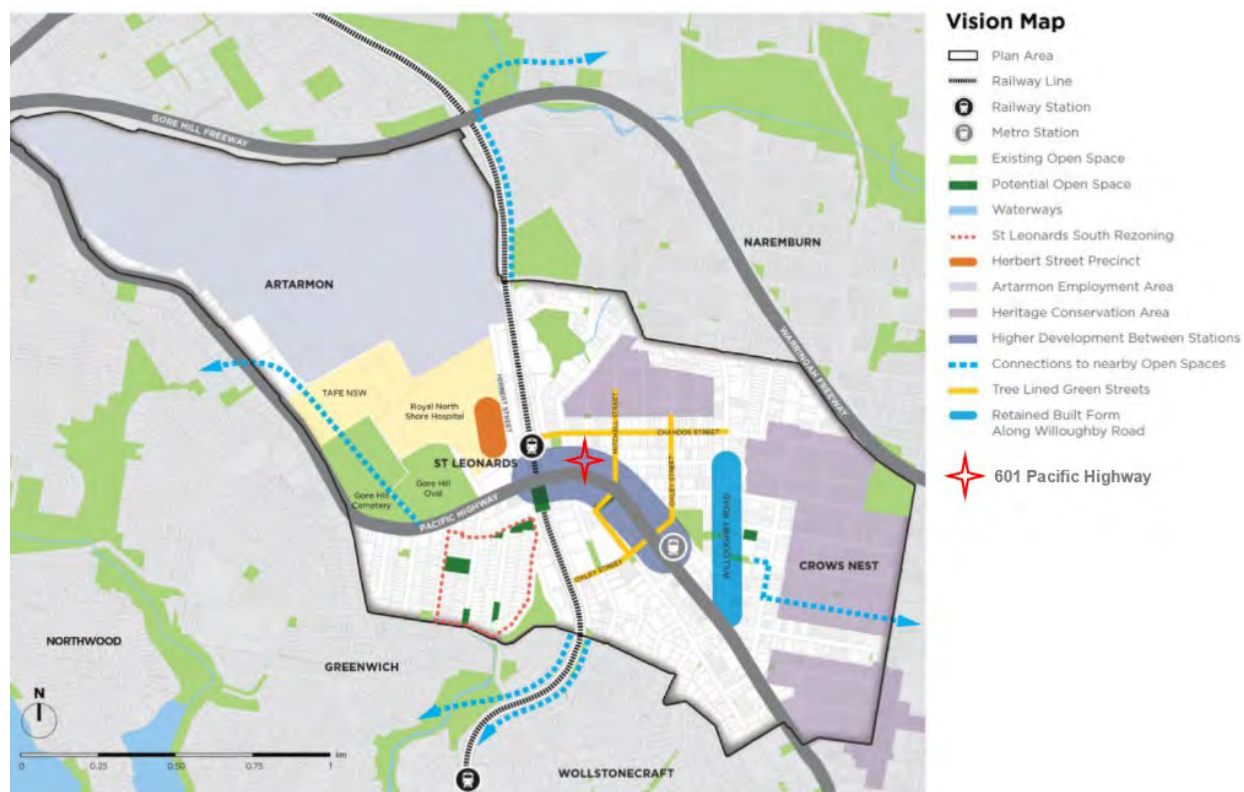 Vision Map
Plan Area
Railway Line
Railway Station
Metro Station
Existing Open Space
Potential Open Space
Waterways
St Leonards South Rezoning
Herbert Street Precinct
Artarmon Employment Area
Heritage Conservation Area
Higher Development Between Stations
Connections to nearby Open Spaces
Tree Lined Green Streets
Retained Built Form
Along Willoughby Road
601 Pacific Highway
GORE HILL FREEWAY
NAREMBURN
ARTARMON
WARRINGAH FREEWAY
TAFE NSW
Royal North
Shore Hospital
HERBERT STREET
MITCHELL STREET
CHANDOS STREET
ST LEONARDS
OXLEY STREET
Gore Hill
Oval
Gore Hill
Cemetery
PACIFIC HIGHWAY
WILLOUGHBY ROAD
CROWS NEST
OXLEY STREET
NORTHWOOD
GREENWICH
WOLLSTONECRAFT
N
0 0.25 0.50 0.75 1 km